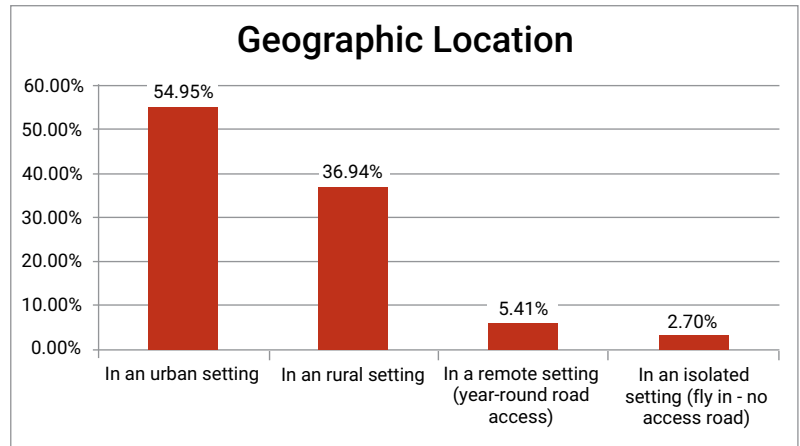 Geographic Location
60.00%
50.00%
40.00%
30.00%
20.00%
10.00%
0.00%
54.95%
36.94%
5.41%
2.70%
In an urban setting
In an rural setting
In a remote setting
(year-round road
access)
In an isolated
setting (fly in - no
access road)